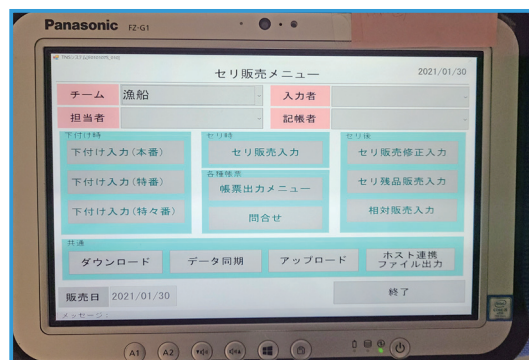 Panasonic FZ-G1
セリ販売メニュー 2021/01/30
チーム 漁船 入力者
担当者 記帳者
下付け時 セリ時 セリ後
下付け入力(本番) セリ販売入力 セリ販売修正入力
各種帳票
下付け入力(特番) 帳票出力メニュー セリ残品販売入力
下付け入力(特々番) 問合せ 相対販売入力
共通
ダウンロード データ同期 アップロード ホスト連携
ファイル出力
販売日 2021/01/30 終了
メッセージ:
A1 A2